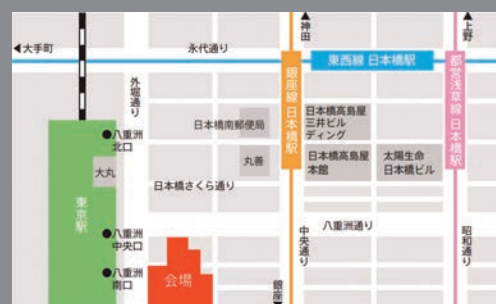 神田
上野
大手町
永代通り
東西線 日本橋駅
外堀通り
銀座線 日本橋駅
都営浅草線 日本橋駅
日本橋南郵便局
日本橋高島屋
三井ビル
ディング
八重洲
北口
丸善
日本橋高島屋
本館
太陽生命
日本橋ビル
大丸
日本橋さくら通り
東京駅
八重洲通り
中央通り
昭和通り
八重洲
中央口
八重洲
南口
会場
銀座